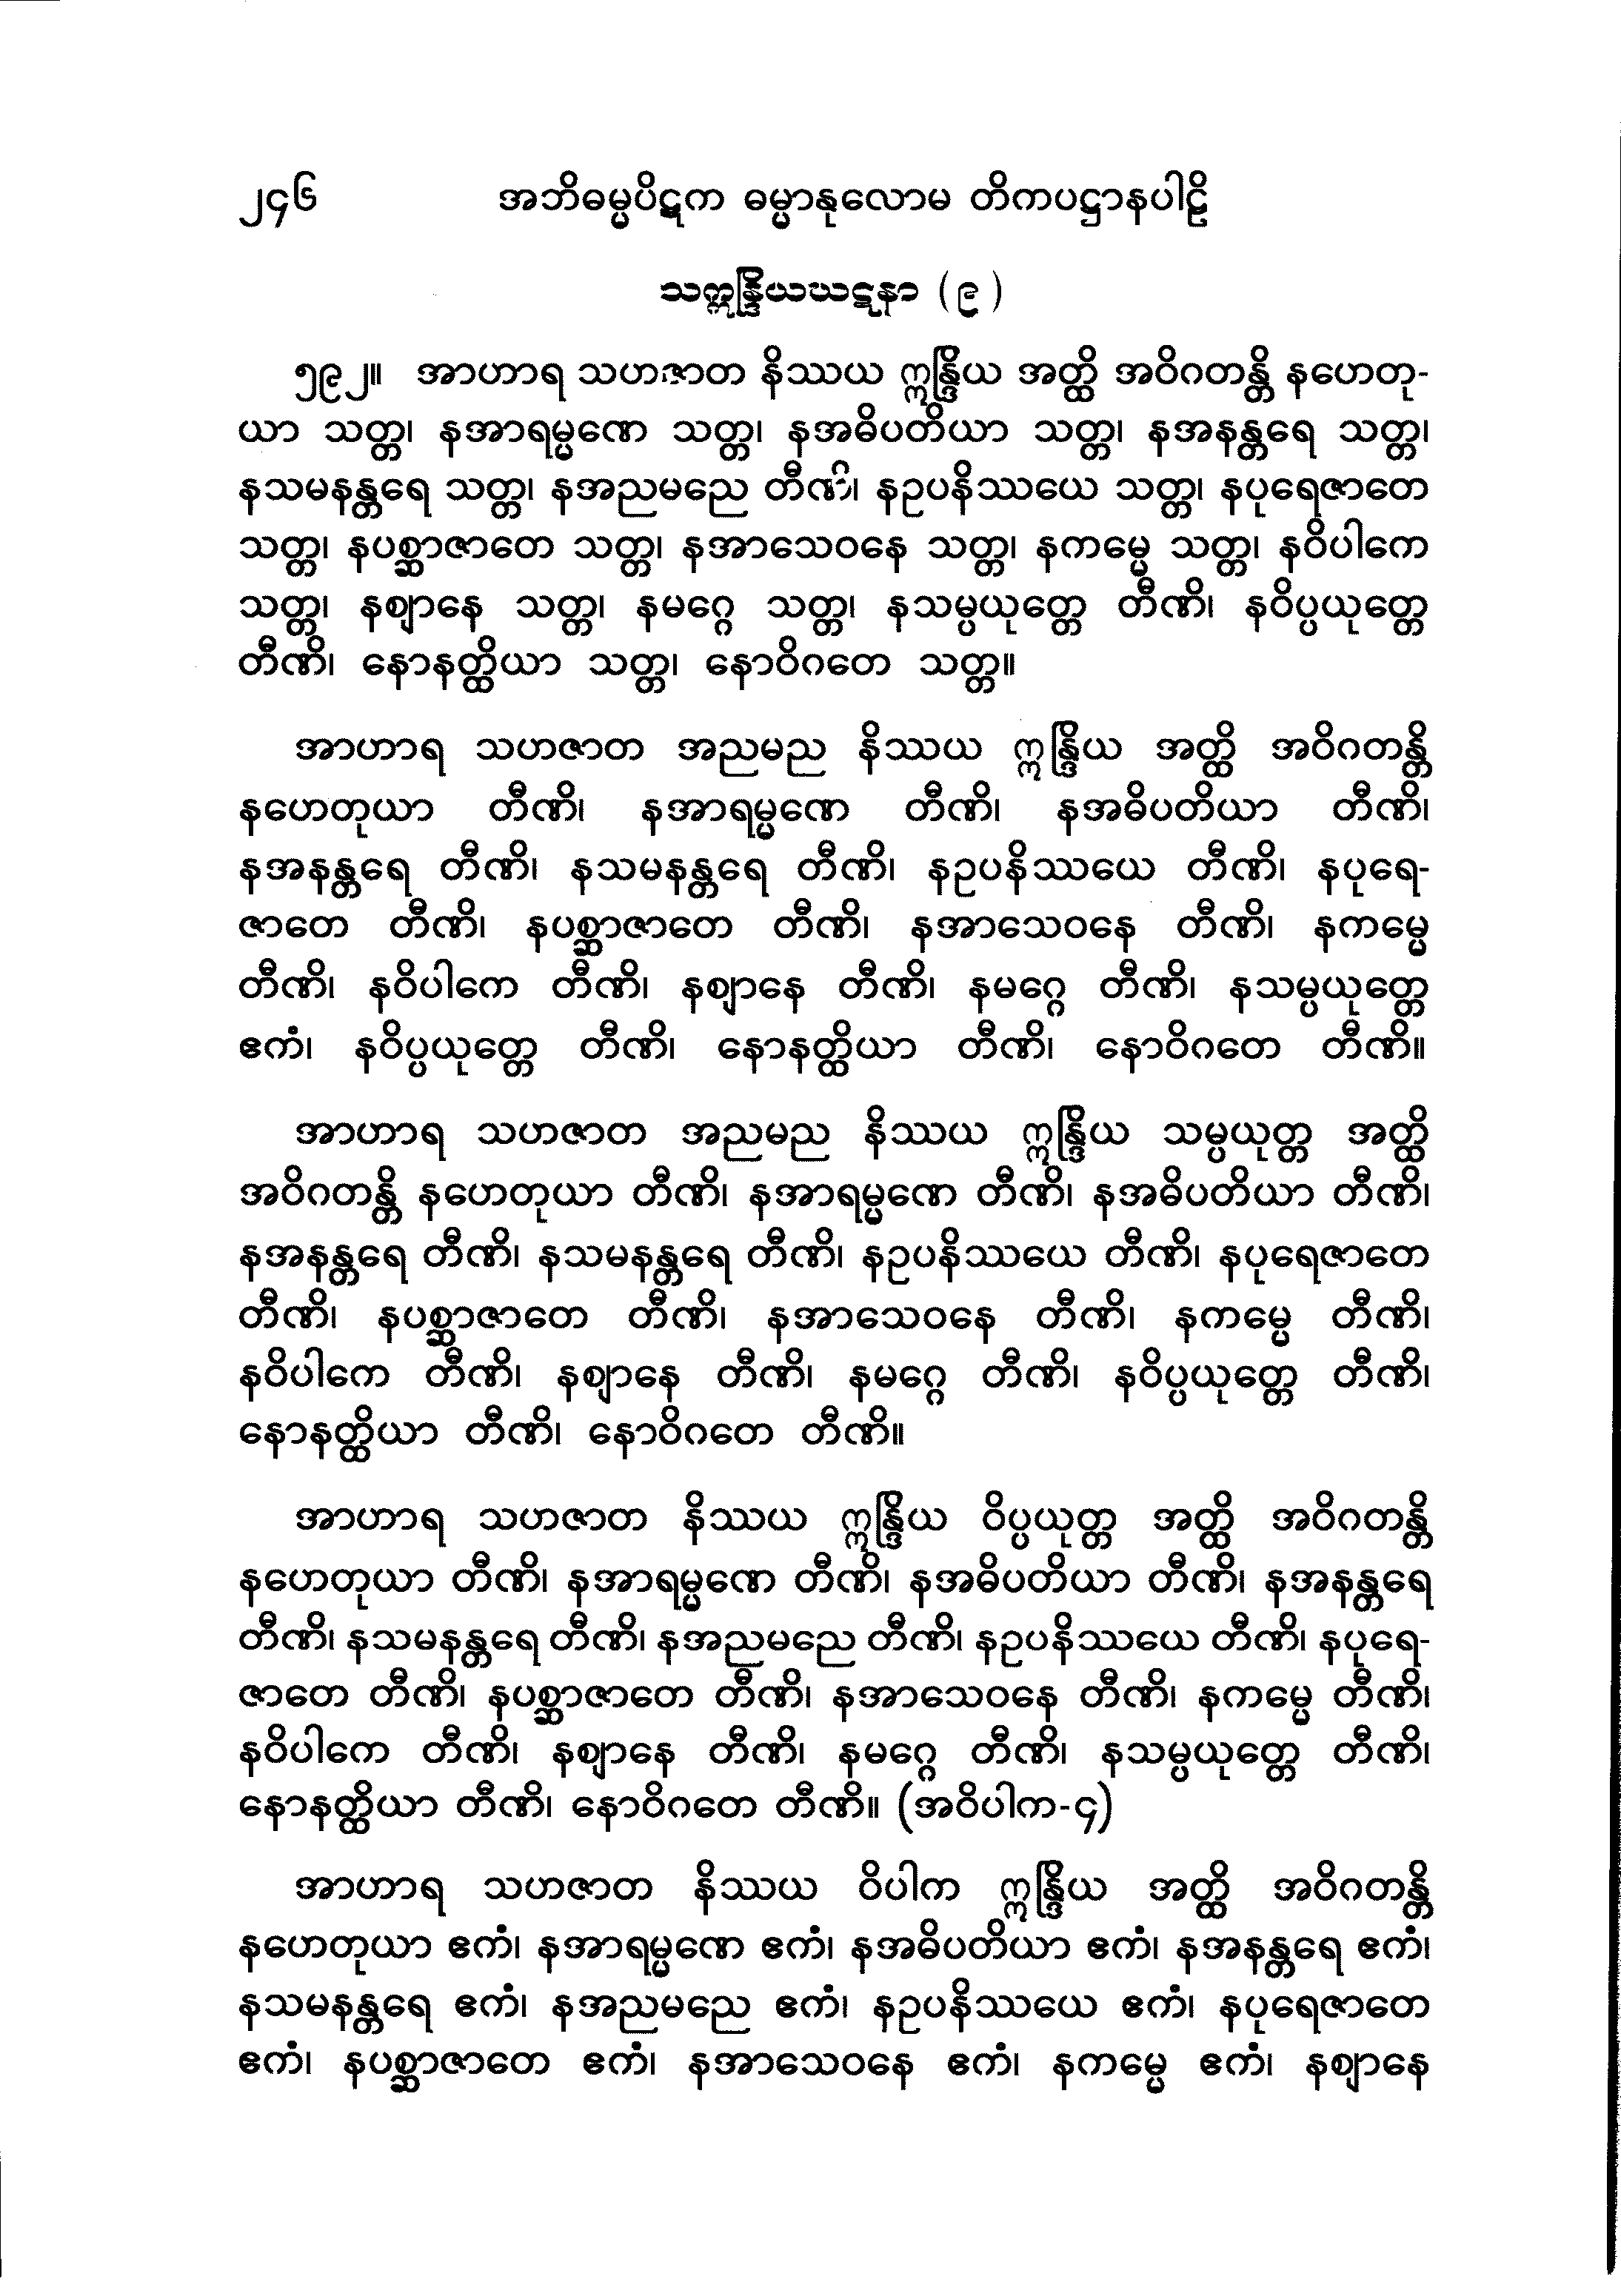 ၂၄၆ အဘိဓမ္မပိဋက ဓမ္မာနုလောမ တိကပဋ္ဌာနပါဠိ
သဣန္ဒြိယဃဋနာ (၉)
၅၉၂။ အာဟာရ သဟဇာတ နိဿယ ဣန္ဒြိယ အတ္ထိ အဝိဂတန္တိ နဟေတု-
ယာ သတ္တ၊ နအာရမ္မဏေ သတ္တ၊ နအဓိပတိယာ သတ္တ၊ နအနန္တရေ သတ္တ၊
နသမနန္တရေ သတ္တ၊ နအညမညေ တီဏိ၊ နဥပနိဿယေ သတ္တ၊ နပုရေဇာတေ
သတ္တ၊ နပစ္ဆာဇာတေ သတ္တ၊ နအာသေဝနေ သတ္တ၊ နကမ္မေ သတ္တ၊ နဝိပါကေ
သတ္တ၊ နဈာနေ သတ္တ၊ နမဂ္ဂေ သတ္တ၊ နသမ္ပယုတ္တေ တီဏိ၊ နဝိပ္ပယုတ္တေ
တီဏိ၊ နောနတ္ထိယာ သတ္တ၊ နောဝိဂတေ သတ္တ။
အာဟာရ သဟဇာတ အညမည နိဿယ ဣန္ဒြိယ အတ္ထိ အဝိဂတန္တိ
နဟေတုယာ တီဏိ၊ နအာရမ္မဏေ တီဏိ၊ နအဓိပတိယာ တီဏိ၊
နအနန္တရေ တီဏိ၊ နသမနန္တရေ တီဏိ၊ နဥပနိဿယေ တီဏိ၊ နပုရေ-
ဇာတေ တီဏိ၊ နပစ္ဆာဇာတေ တီဏိ၊ နအာသေဝနေ တီဏိ၊ နကမ္မေ
တီဏိ၊ နဝိပါကေ တီဏိ၊ နဈာနေ တီဏိ၊ နမဂ္ဂေ တီဏိ၊ နသမ္ပယုတ္တေ
ဧကံ၊ နဝိပ္ပယုတ္တေ တီဏိ၊ နောနတ္ထိယာ တီဏိ၊ နောဝိဂတေ တီဏိ။
အာဟာရ သဟဇာတ အညမည နိဿယ ဣန္ဒြိယ သမ္ပယုတ္တ အတ္ထိ
အဝိဂတန္တိ နဟေတုယာ တီဏိ၊ နအာရမ္မဏေ တီဏိ၊ နအဓိပတိယာ တီဏိ၊
နအနန္တရေ တီဏိ၊ နသမနန္တရေ တီဏိ၊ နဥပနိဿယေ တီဏိ၊ နပုရေဇာတေ
တီဏိ၊ နပစ္ဆာဇာတေ တီဏိ၊ နအာသေဝနေ တီဏိ၊ နကမ္မေ တီဏိ၊
နဝိပါကေ တီဏိ၊ နဈာနေ တီဏိ၊ နမဂ္ဂေ တီဏိ၊ နဝိပ္ပယုတ္တေ တီဏိ၊
နောနတ္ထိယာ တီဏိ၊ နောဝိဂတေ တီဏိ။
အာဟာရ သဟဇာတ နိဿယ ဣန္ဒြိယ ဝိပ္ပယုတ္တ အတ္ထိ အဝိဂတန္တိ
နဟေတုယာ တီဏိ၊ နအာရမ္မဏေ တီဏိ၊ နအဓိပတိယာ တီဏိ၊ နအနန္တရေ
တီဏိ၊ နသမနန္တရေ တီဏိ၊ နအညမညေ တီဏိ၊ နဥပနိဿယေ တီဏိ၊ နပုရေ-
ဇာတေ တီဏိ၊ နပစ္ဆာဇာတေ တီဏိ၊ နအာသေဝနေ တီဏိ၊ နကမ္မေ တီဏိ၊
နဝိပါကေ တီဏိ၊ နဈာနေ တီဏိ၊ နမဂ္ဂေ တီဏိ၊ နသမ္ပယုတ္တေ တီဏိ၊
နောနတ္ထိယာ တီဏိ၊ နောဝိဂတေ တီဏိ။ (အဝိပါက-၄)
အာဟာရ သဟဇာတ နိဿယ ဝိပါက ဣန္ဒြိယ အတ္ထိ အဝိဂတန္တိ
နဟေတုယာ ဧကံ၊ နအာရမ္မဏေ ဧကံ၊ နအဓိပတိယာ ဧကံ၊ နအနန္တရေ ဧကံ၊
နသမနန္တရေ ဧကံ၊ နအညမညေ ဧကံ၊ နဥပနိဿယေ ဧကံ၊ နပုရေဇာတေ
ဧကံ၊ နပစ္ဆာဇာတေ ဧကံ၊ နအာသေဝနေ ဧကံ၊ နကမ္မေ ဧကံ၊ နဈာနေ